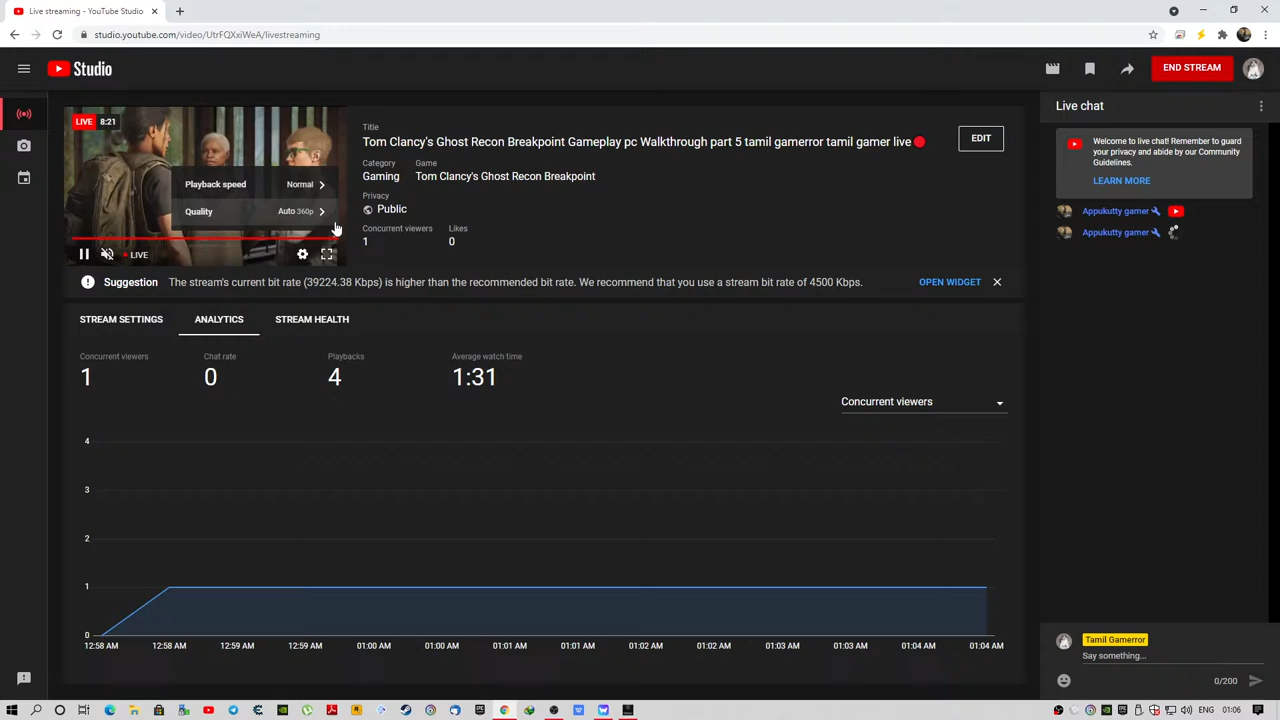 Live streaming - YouTube Studio
studio.youtube.com/video/UtrFQXxiWeA/livestreaming
Studio
END STREAM
LIVE 8:21
Playback speed Normal
Quality Auto 360p
LIVE
Title
Tom Clancy's Ghost Recon Breakpoint Gameplay pc Walkthrough part 5 tamil gamerror tamil gamer live
EDIT
Category Game
Gaming Tom Clancy's Ghost Recon Breakpoint
Privacy
Public
Concurrent viewers Likes
1 0
Suggestion The stream's current bit rate (39224.38 Kbps) is higher than the recommended bit rate. We recommend that you use a stream bit rate of 4500 Kbps. OPEN WIDGET
STREAM SETTINGS ANALYTICS STREAM HEALTH
Concurrent viewers Chat rate Playbacks Average watch time
1 0 4 1:31
Concurrent viewers
4
3
2
1
0
12:58 AM 12:58 AM 12:59 AM 12:59 AM 01:00 AM 01:00 AM 01:01 AM 01:01 AM 01:02 AM 01:02 AM 01:03 AM 01:03 AM 01:04 AM 01:04 AM
Live chat
Welcome to live chat! Remember to guard
your privacy and abide by our Community
Guidelines.
LEARN MORE
Appukutty gamer
Appukutty gamer
Tamil Gamerror
Say something...
0/200
ENG 01:06